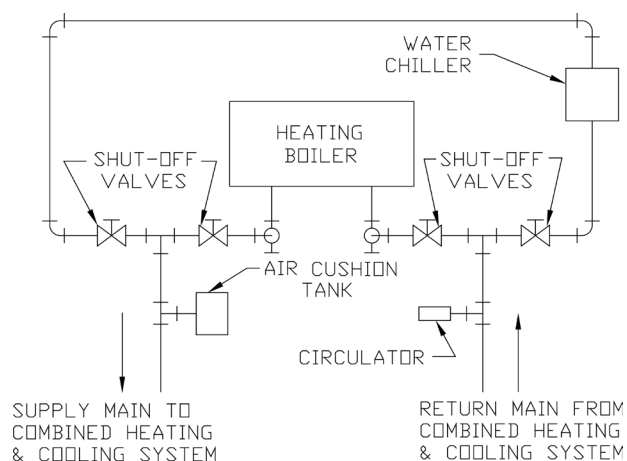 WATER
CHILLER
HEATING
BOILER
SHUT-OFF
VALVES
SHUT-OFF
VALVES
AIR CUSHION
TANK
CIRCULATOR
SUPPLY MAIN TO
COMBINED HEATING
& COOLING SYSTEM
RETURN MAIN FROM
COMBINED HEATING
& COOLING SYSTEM